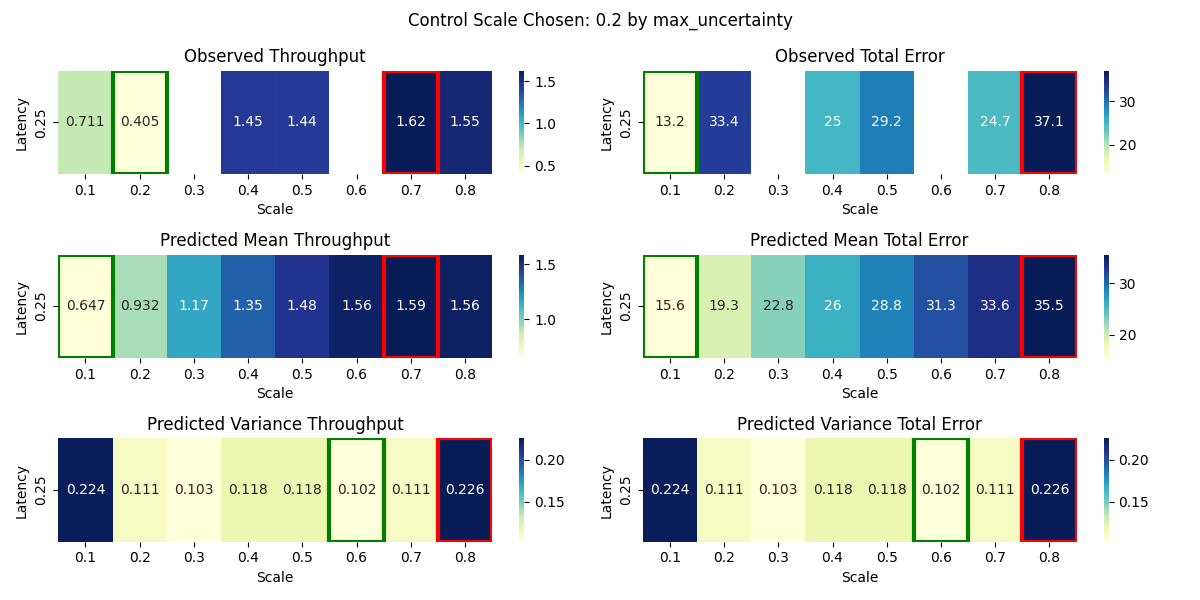 Control Scale Chosen: 0.2 by max_uncertainty
Observed Throughput
Latency
0.25
0.711 0.405 1.45 1.44 1.62 1.55
0.1 0.2 0.3 0.4 0.5 0.6 0.7 0.8
Scale
1.5
1.0
0.5
Observed Total Error
Latency
0.25
13.2 33.4 25 29.2 24.7 37.1
0.1 0.2 0.3 0.4 0.5 0.6 0.7 0.8
Scale
30
20
Predicted Mean Throughput
Latency
0.25
0.647 0.932 1.17 1.35 1.48 1.56 1.59 1.56
0.1 0.2 0.3 0.4 0.5 0.6 0.7 0.8
Scale
1.5
1.0
Predicted Mean Total Error
Latency
0.25
15.6 19.3 22.8 26 28.8 31.3 33.6 35.5
0.1 0.2 0.3 0.4 0.5 0.6 0.7 0.8
Scale
30
20
Predicted Variance Throughput
Latency
0.25
0.224 0.111 0.103 0.118 0.118 0.102 0.111 0.226
0.1 0.2 0.3 0.4 0.5 0.6 0.7 0.8
Scale
0.20
0.15
Predicted Variance Total Error
Latency
0.25
0.224 0.111 0.103 0.118 0.118 0.102 0.111 0.226
0.1 0.2 0.3 0.4 0.5 0.6 0.7 0.8
Scale
0.20
0.15